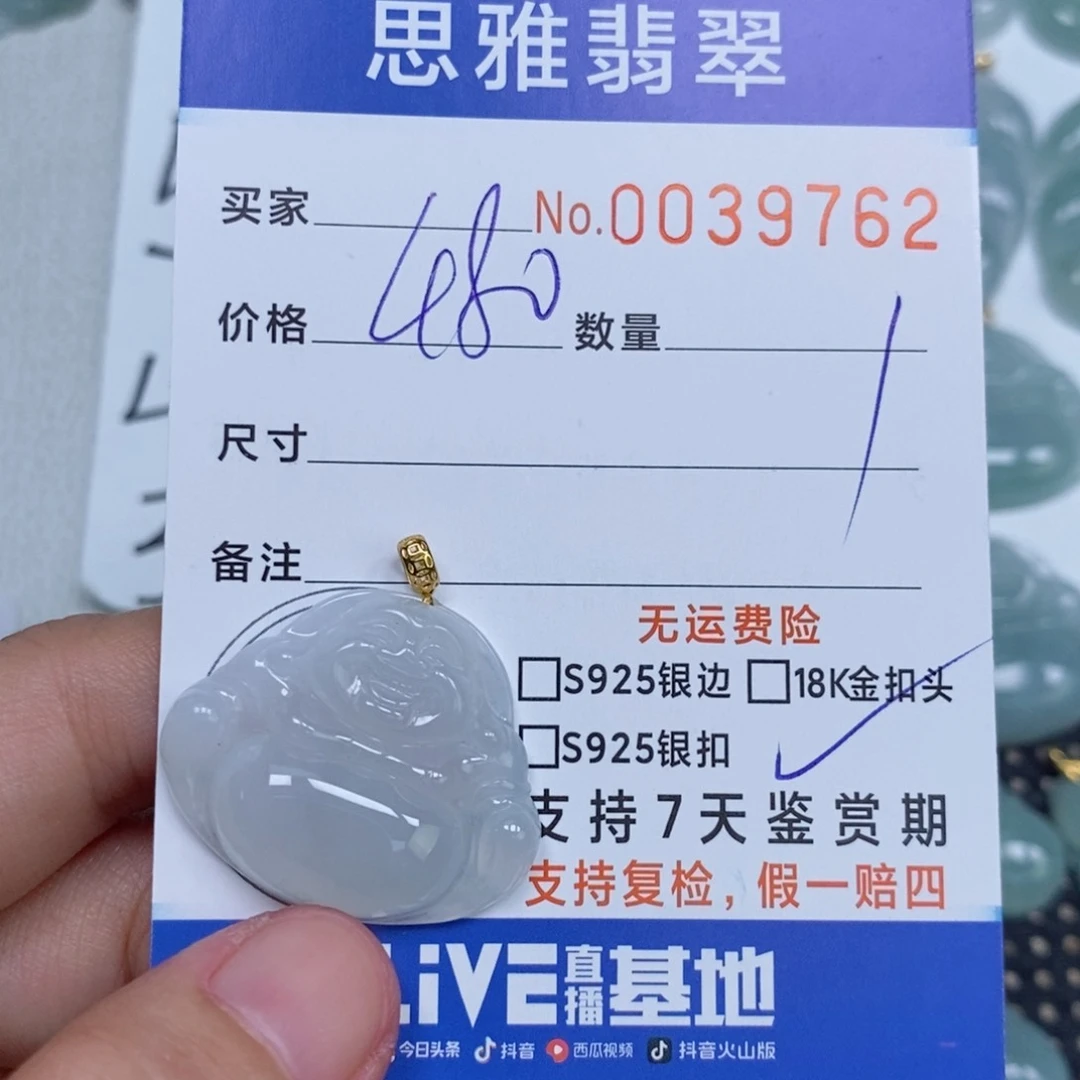 思雅翡翠
买家 No.0039762
价格 480 数量 1
尺寸
备注
无运费险
□S925银边 □18K金扣头
□S925银扣 ✓
支持7天鉴赏期
支持复检，假一赔四
LIVE直播基地
今日头条 抖音 西瓜视频 抖音火山版